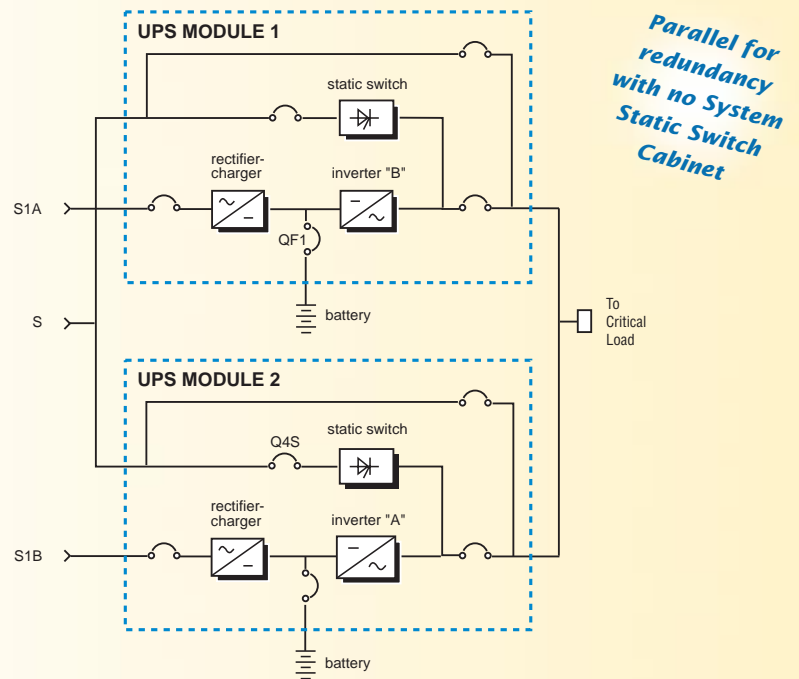 UPS MODULE 1
Parallel for
redundancy
with no System
Static Switch
Cabinet
static switch
rectifier-
charger
inverter "B"
S1A
QF1
battery
S
To
Critical
Load
UPS MODULE 2
Q4S
static switch
rectifier-
charger
inverter "A"
S1B
battery